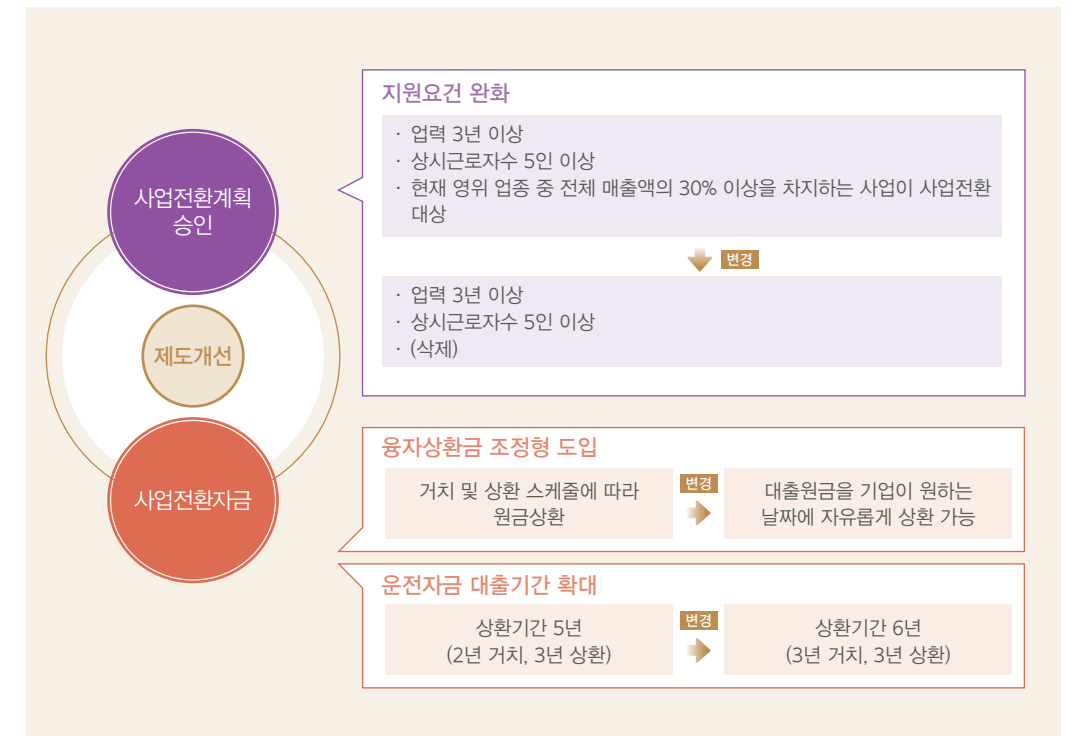 지원요건 완화
· 업력 3년 이상
· 상시근로자수 5인 이상
· 현재 영위 업종 중 전체 매출액의 30% 이상을 차지하는 사업이 사업전환
대상
변경
· 업력 3년 이상
· 상시근로자수 5인 이상
· (삭제)
사업전환계획
승인
제도개선
사업전환자금
융자상환금 조정형 도입
거치 및 상환 스케줄에 따라
원금상환
변경
대출원금을 기업이 원하는
날짜에 자유롭게 상환 가능
운전자금 대출기간 확대
상환기간 5년
(2년 거치, 3년 상환)
변경
상환기간 6년
(3년 거치, 3년 상환)